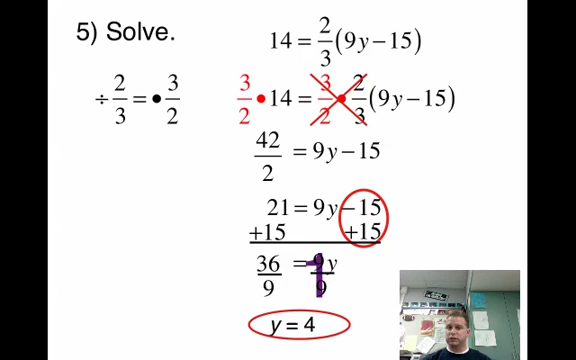 5) Solve.
14 = 2/3 (9y − 15)
÷ 2/3 = • 3/2
3/2 • 14 = 3/2 • 2/3 (9y − 15)
42/2 = 9y − 15
21 = 9y − 15
+15 +15
36/9 = 9y/9
y = 4